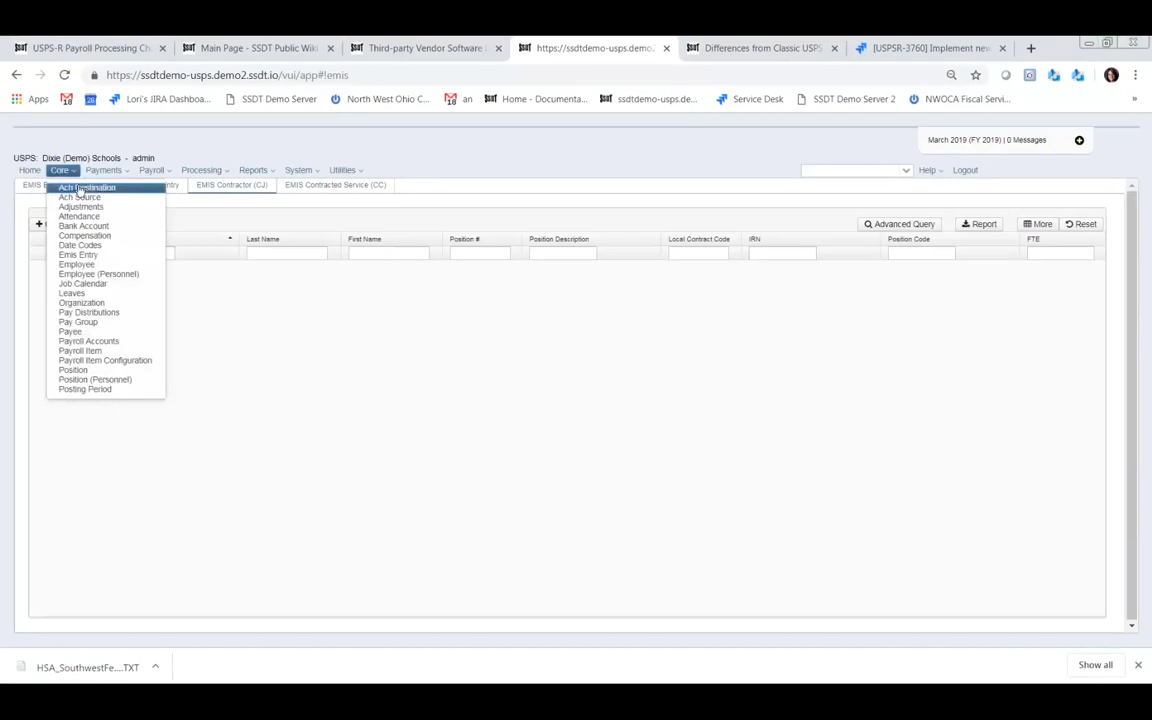 USPS-R Payroll Processing Ch
Main Page - SSDT Public Wiki
Third-party Vendor Software L
https://ssdtdemo-usps.demo2.ssdt.io/
Differences from Classic USPS
[USPSR-3760] Implement new
https://ssdtdemo-usps.demo2.ssdt.io/vui/app#!emis
Apps
Lori's JIRA Dashboa...
SSDT Demo Server
North West Ohio C...
an
Home - Documenta...
ssdtdemo-usps.de...
Service Desk
SSDT Demo Server 2
NWOCA Fiscal Servi...
March 2019 (FY 2019) | 0 Messages
USPS: Dixie (Demo) Schools - admin
Home Core Payments Payroll Processing Reports System Utilities Help Logout
EMIS E
ntry
EMIS Contractor (CJ)
EMIS Contracted Service (CC)
Ach Destination
Ach Source
Adjustments
Attendance
Bank Account
Compensation
Date Codes
Emis Entry
Employee
Employee (Personnel)
Job Calendar
Leaves
Organization
Pay Distributions
Pay Group
Payee
Payroll Accounts
Payroll Item
Payroll Item Configuration
Position
Position (Personnel)
Posting Period
Advanced Query Report More Reset
Last Name First Name Position # Position Description Local Contract Code IRN Position Code FTE
HSA_SouthwestFe....TXT
Show all